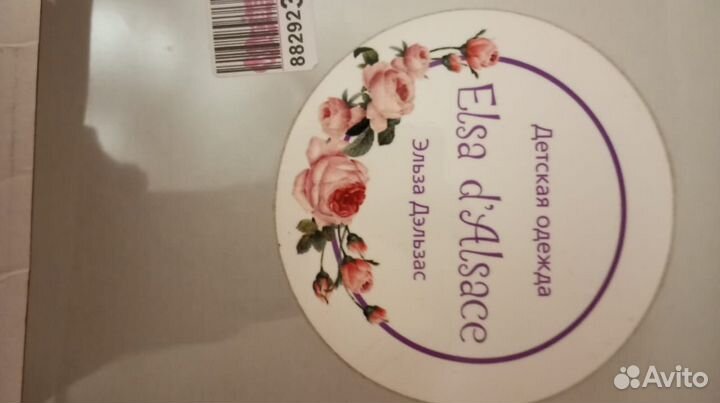 88292
Детская одежда
Elsa d'Alsace
Эльза Дэльзас
Avito